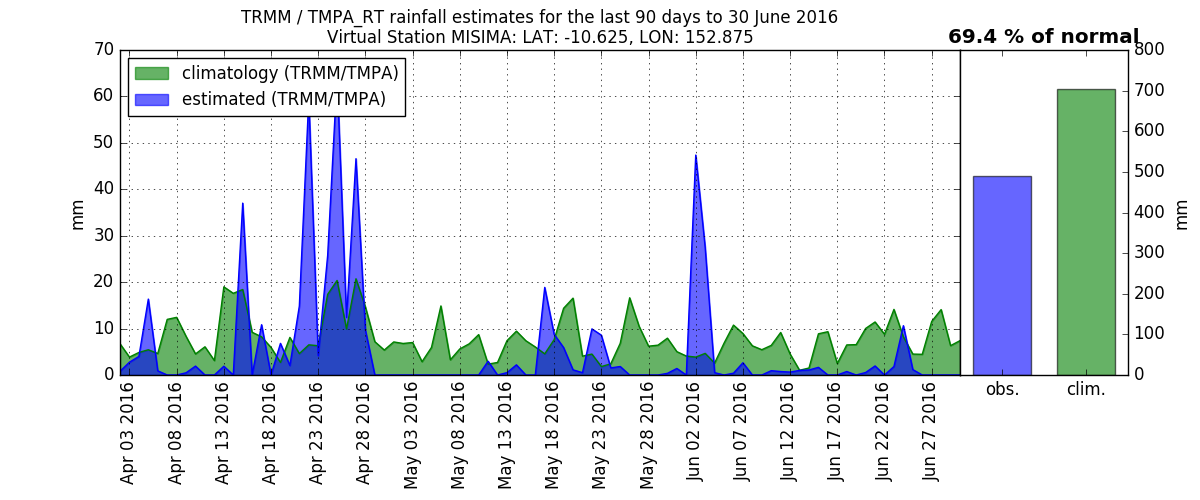 TRMM / TMPA_RT rainfall estimates for the last 90 days to 30 June 2016
Virtual Station MISIMA: LAT: -10.625, LON: 152.875
69.4 % of normal
climatology (TRMM/TMPA)
estimated (TRMM/TMPA)
70
60
50
40
30
20
10
0
mm
800
700
600
500
400
300
200
100
0
mm
Apr 03 2016
Apr 08 2016
Apr 13 2016
Apr 18 2016
Apr 23 2016
Apr 28 2016
May 03 2016
May 08 2016
May 13 2016
May 18 2016
May 23 2016
May 28 2016
Jun 02 2016
Jun 07 2016
Jun 12 2016
Jun 17 2016
Jun 22 2016
Jun 27 2016
obs.
clim.